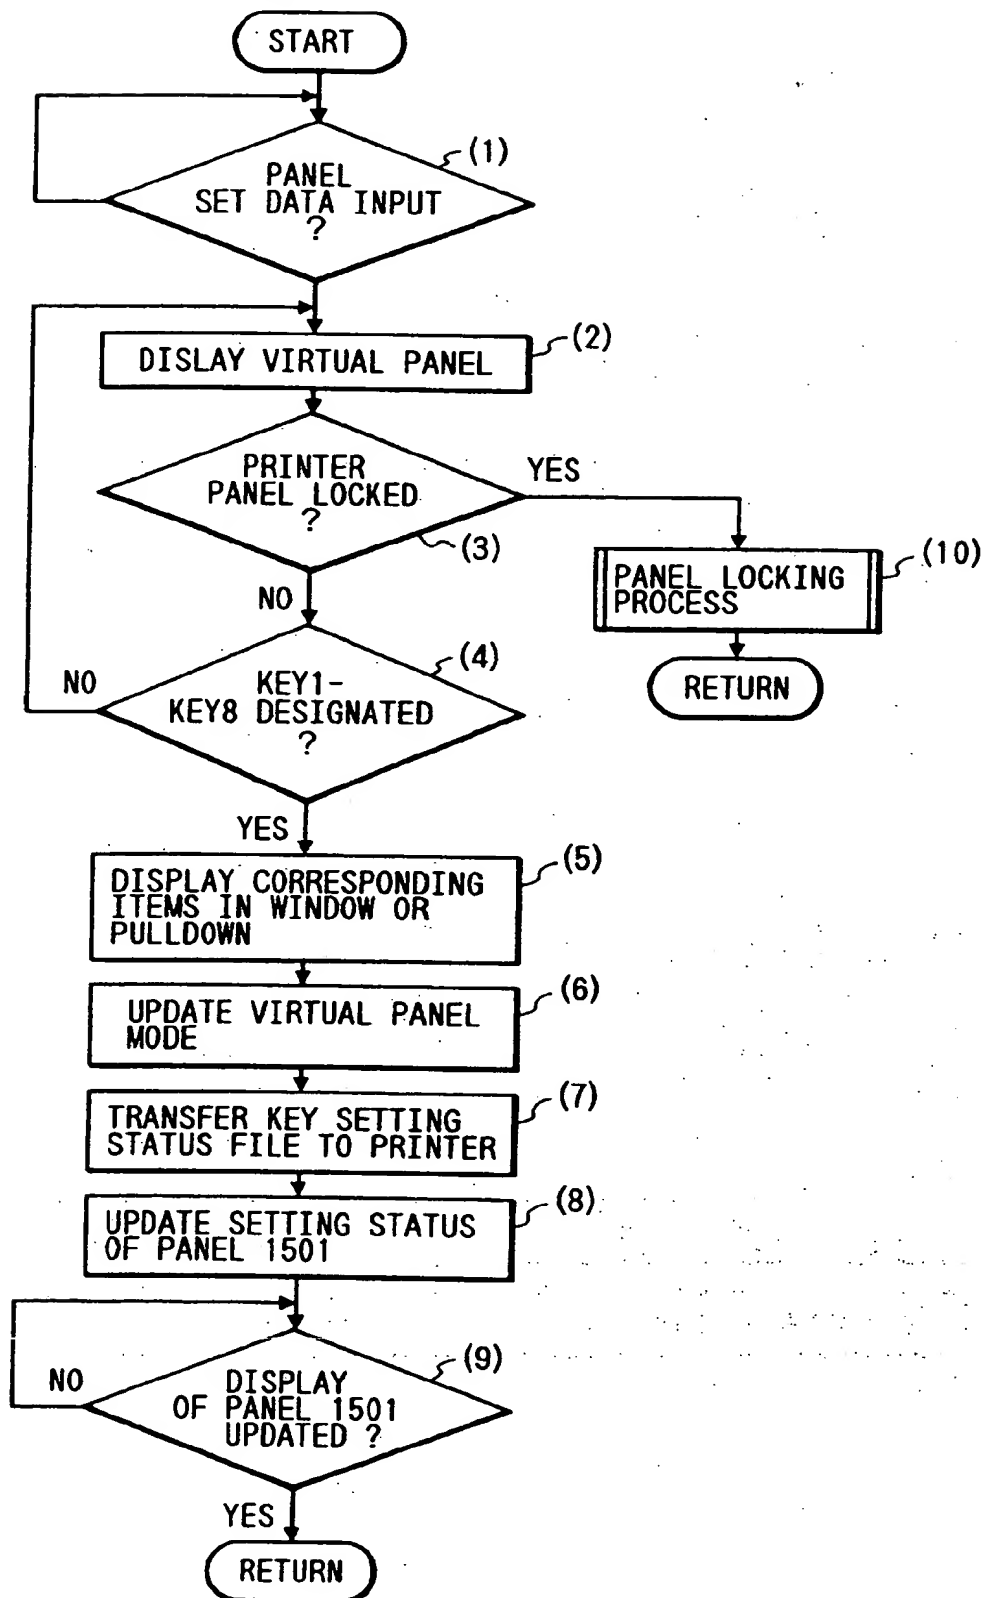 START
(1)
PANEL
SET DATA INPUT
?
(2)
DISLAY VIRTUAL PANEL
PRINTER
PANEL LOCKED
?
YES
(3)
(10)
PANEL LOCKING
PROCESS
NO
RETURN
(4)
NO
KEY1-
KEY8 DESIGNATED
?
YES
(5)
DISPLAY CORRESPONDING
ITEMS IN WINDOW OR
PULLDOWN
(6)
UPDATE VIRTUAL PANEL
MODE
(7)
TRANSFER KEY SETTING
STATUS FILE TO PRINTER
(8)
UPDATE SETTING STATUS
OF PANEL 1501
(9)
NO
DISPLAY
OF PANEL 1501
UPDATED ?
YES
RETURN